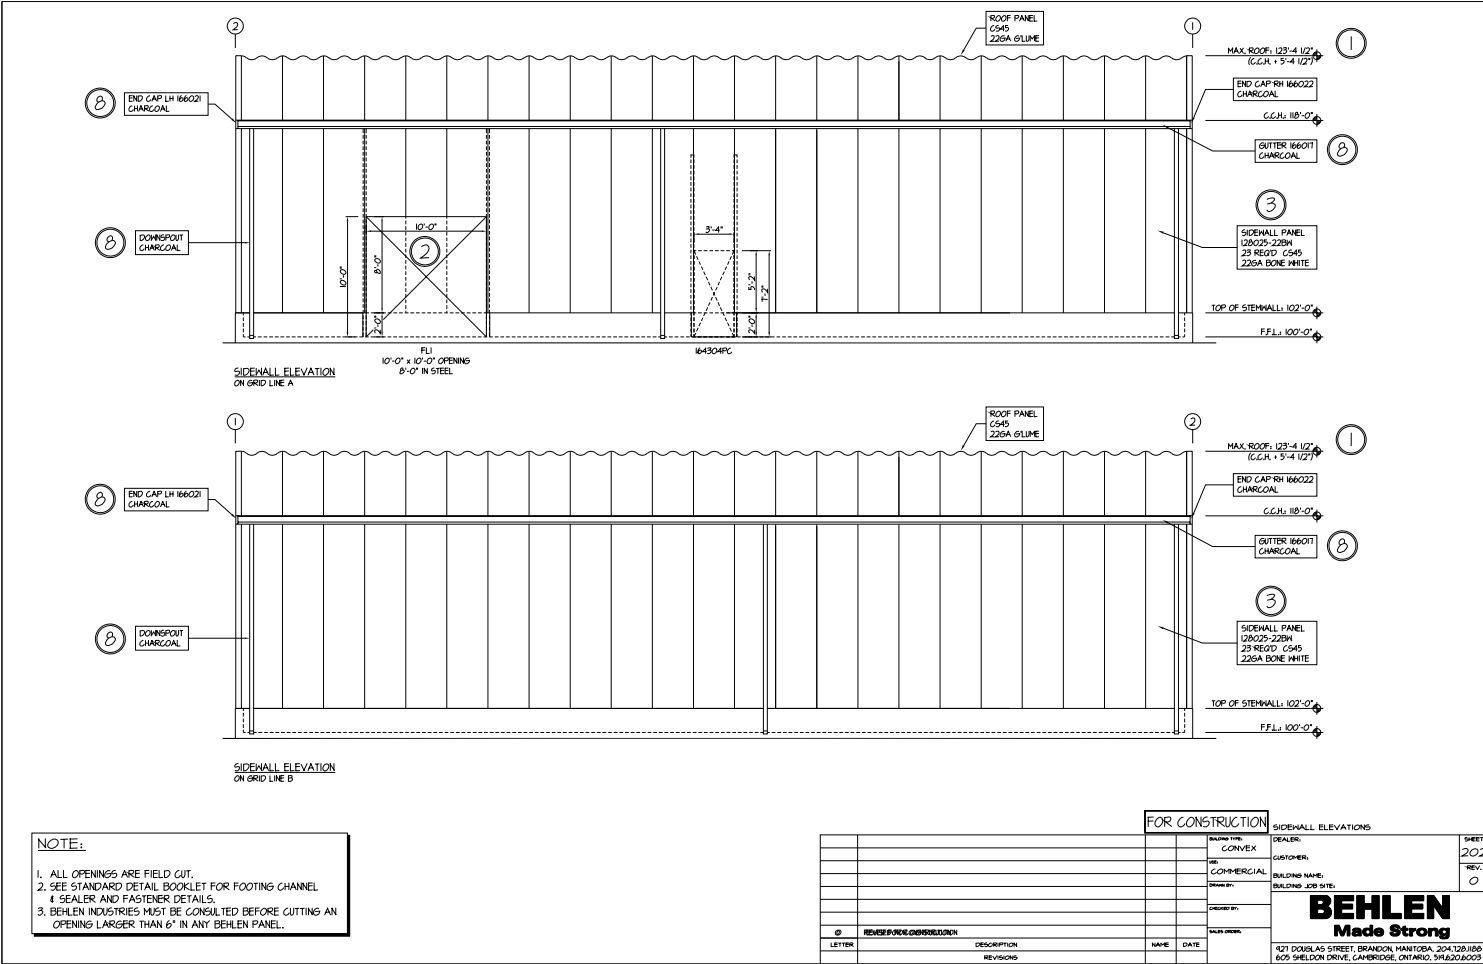 2
1
ROOF PANEL
CS45
22GA G'LUME
MAX. ROOF: 123'-4 1/2"
(C.C.H. + 5'-4 1/2")
1
8
END CAP LH 166021
CHARCOAL
END CAP RH 166022
CHARCOAL
C.C.H.: 118'-0"
GUTTER 166017
CHARCOAL
8
3
8
DOWNSPOUT
CHARCOAL
SIDEWALL PANEL
128025-22BW
23 REQ'D CS45
22GA BONE WHITE
10'-0"
2
3'-4"
10'-0"
8'-0"
2'-0"
5'-2"
7'-2"
2'-0"
TOP OF STEMWALL: 102'-0"
F.F.L.: 100'-0"
FL1
10'-0" x 10'-0" OPENING
8'-0" IN STEEL
164304PC
SIDEWALL ELEVATION
ON GRID LINE A
1
2
ROOF PANEL
CS45
22GA G'LUME
MAX. ROOF: 123'-4 1/2"
(C.C.H. + 5'-4 1/2")
1
8
END CAP LH 166021
CHARCOAL
END CAP RH 166022
CHARCOAL
C.C.H.: 118'-0"
GUTTER 166017
CHARCOAL
8
3
8
DOWNSPOUT
CHARCOAL
SIDEWALL PANEL
128025-22BW
23 REQ'D CS45
22GA BONE WHITE
TOP OF STEMWALL: 102'-0"
F.F.L.: 100'-0"
SIDEWALL ELEVATION
ON GRID LINE B
NOTE:
1. ALL OPENINGS ARE FIELD CUT.
2. SEE STANDARD DETAIL BOOKLET FOR FOOTING CHANNEL
& SEALER AND FASTENER DETAILS.
3. BEHLEN INDUSTRIES MUST BE CONSULTED BEFORE CUTTING AN
OPENING LARGER THAN 6" IN ANY BEHLEN PANEL.
FOR CONSTRUCTION
SIDEWALL ELEVATIONS
BUILDING TYPE:
CONVEX
USE:
COMMERCIAL
DRAWN BY:
CHECKED BY:
SALES ORDER:
DEALER:
CUSTOMER:
BUILDING NAME:
BUILDING JOB SITE:
SHEET
202
REV.
0
BEHLEN
Made Strong
927 DOUGLAS STREET, BRANDON, MANITOBA, 204.728.1188
605 SHELDON DRIVE, CAMBRIDGE, ONTARIO, 519.620.6003
LETTER
DESCRIPTION
NAME
DATE
REVISIONS